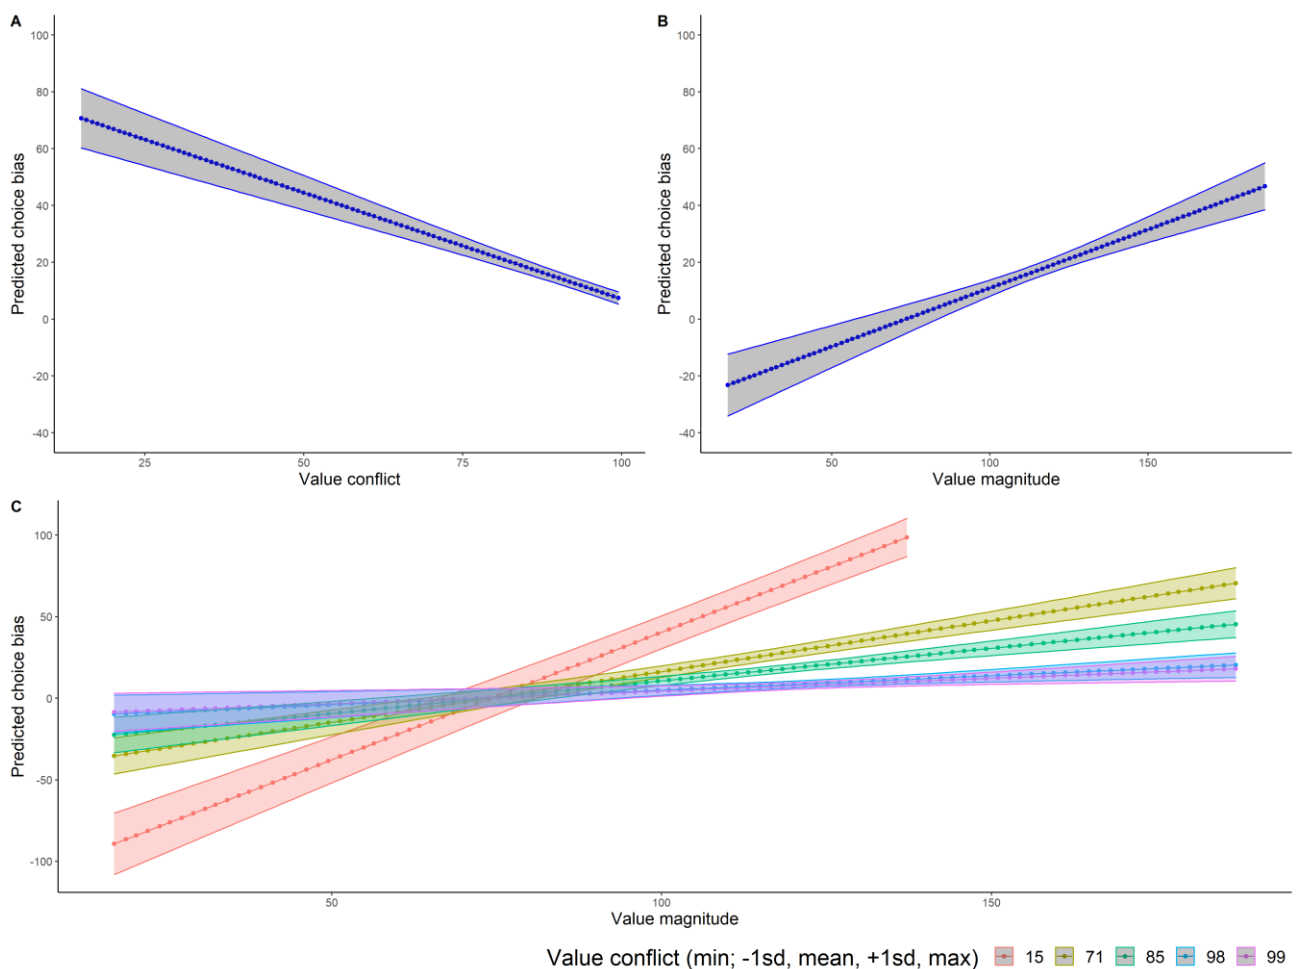 A
100
80
60
40
20
0
-20
-40
Predicted choice bias
25 50 75 100
Value conflict
B
100
80
60
40
20
0
-20
-40
Predicted choice bias
50 100 150
Value magnitude
C
100
50
0
-50
-100
Predicted choice bias
50 100 150
Value magnitude
Value conflict (min; -1sd, mean, +1sd, max) 15 71 85 98 99